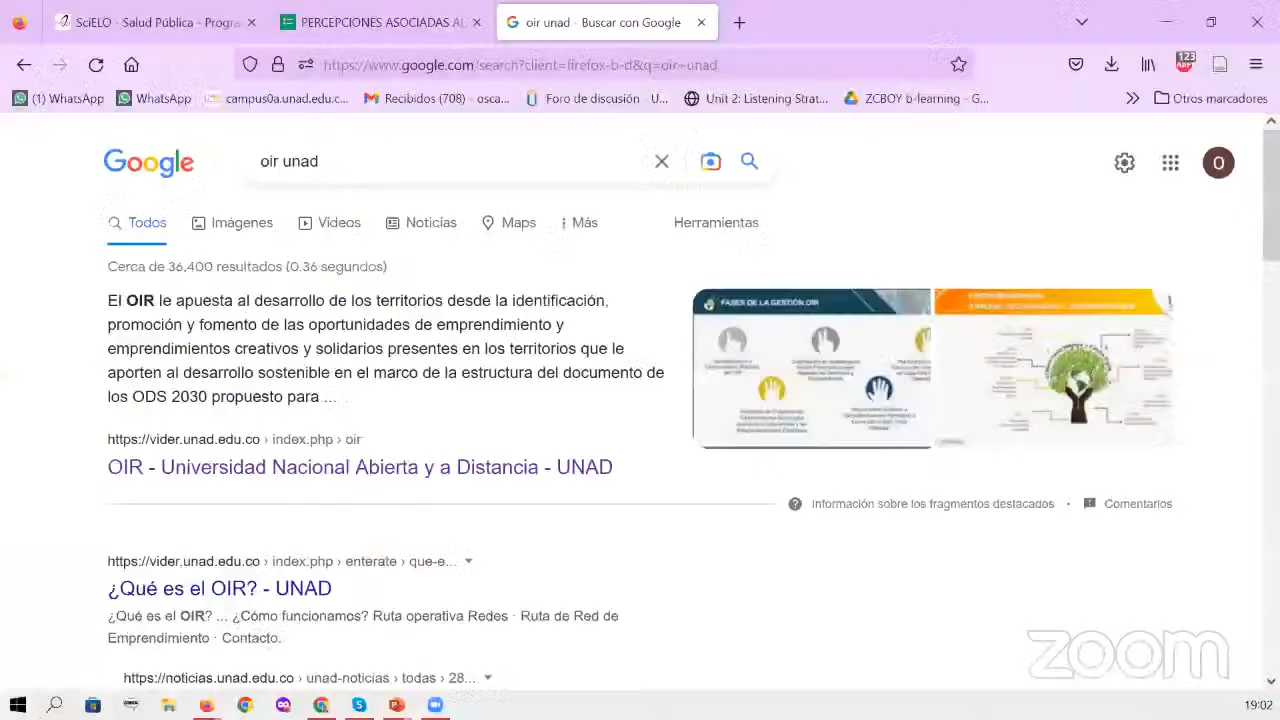 SciELO - Salud Pública - Progra
PERCEPCIONES ASOCIADAS AL
oir unad - Buscar con Google
https://www.google.com/search?client=firefox-b-d&q=oir+unad
(1) WhatsApp
WhatsApp
campus0a.unad.edu.c...
Recibidos (708) - osca...
Foro de discusión U...
Unit 2: Listening Strat...
ZCBOY b-learning - G...
Otros marcadores
Google
oir unad
O
Todos
Imágenes
Videos
Noticias
Maps
Más
Herramientas
Cerca de 36,400 resultados (0.36 segundos)
El OIR le apuesta al desarrollo de los territorios desde la identificación,
promoción y fomento de las oportunidades de emprendimiento y
emprendimientos creativos y solidarios presentes en los territorios que le
aporten al desarrollo sostenible en el marco de la estructura del documento de
los ODS 2030 propuesto por ...
FASES DE LA GESTIÓN OIR
https://vider.unad.edu.co › index.php › oir
OIR - Universidad Nacional Abierta y a Distancia - UNAD
Información sobre los fragmentos destacados
Comentarios
https://vider.unad.edu.co › index.php › enterate › que-e...
¿Qué es el OIR? - UNAD
¿Qué es el OIR? ... ¿Cómo funcionamos? Ruta operativa Redes · Ruta de Red de
Emprendimiento · Contacto.
https://noticias.unad.edu.co › unad-noticias › todas › 28...
zoom
19:02